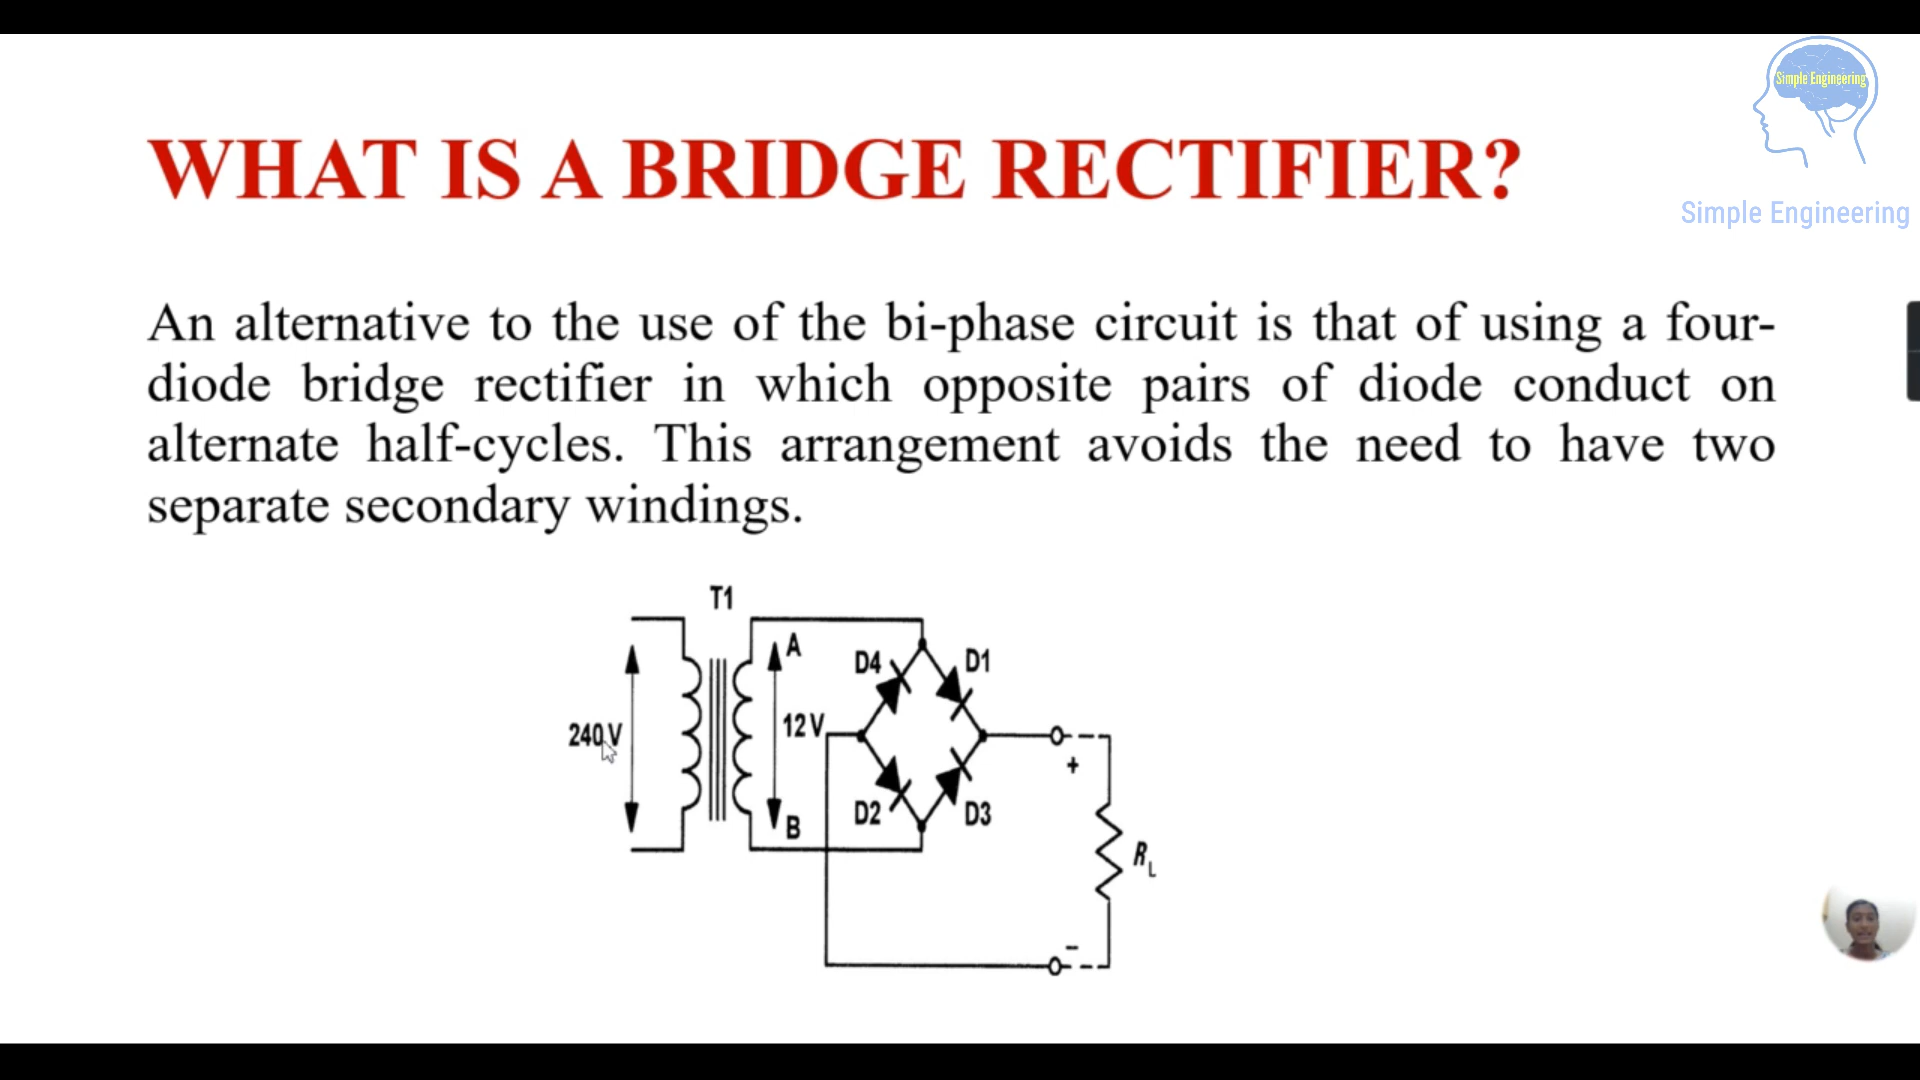 Simple Engineering
WHAT IS A BRIDGE RECTIFIER?
Simple Engineering
An alternative to the use of the bi-phase circuit is that of using a four-
diode bridge rectifier in which opposite pairs of diode conduct on
alternate half-cycles. This arrangement avoids the need to have two
separate secondary windings.
T1
A
D4
D1
240V
12V
+
B
D2
D3
RL
-